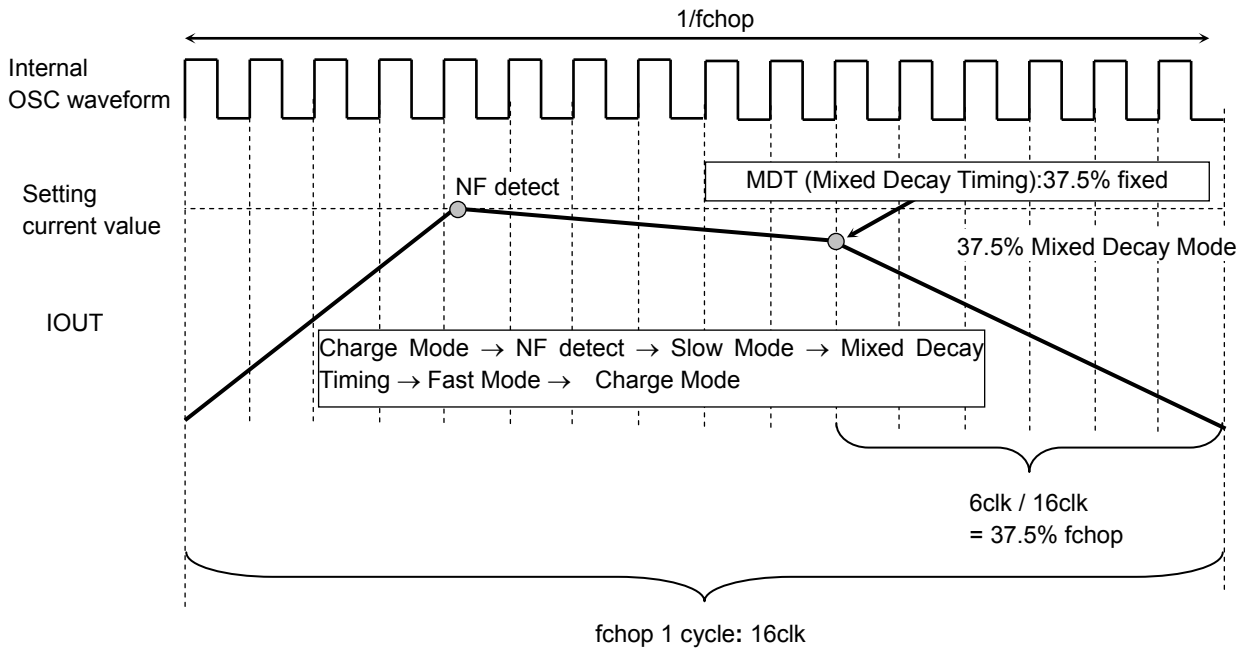 1/fchop
Internal
OSC waveform
Setting
current value
NF detect
MDT (Mixed Decay Timing):37.5% fixed
37.5% Mixed Decay Mode
IOUT
Charge Mode → NF detect → Slow Mode → Mixed Decay
Timing → Fast Mode → Charge Mode
6clk / 16clk
= 37.5% fchop
fchop 1 cycle: 16clk